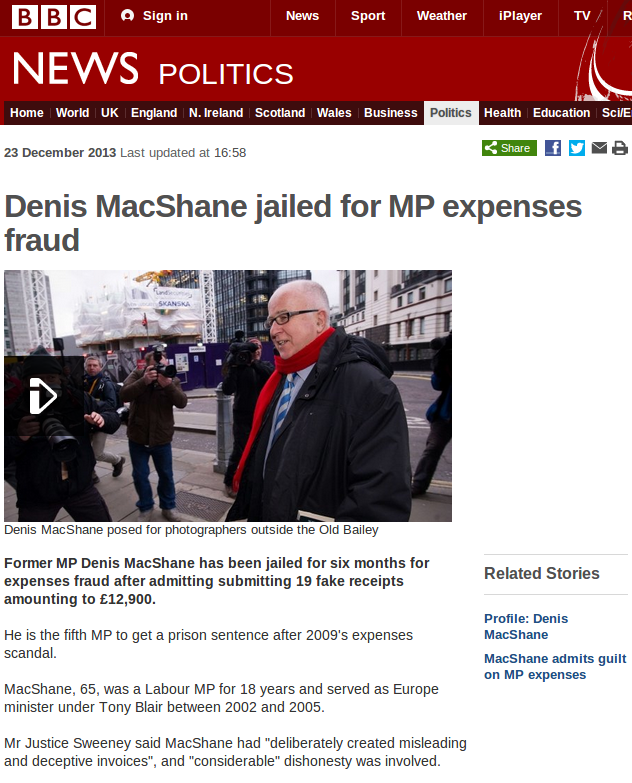 BBC Sign in News Sport Weather iPlayer TV R
NEWS POLITICS
Home World UK England N. Ireland Scotland Wales Business Politics Health Education Sci/E
23 December 2013 Last updated at 16:58
Share
Denis MacShane jailed for MP expenses
fraud
SKANSKA
Denis MacShane posed for photographers outside the Old Bailey
Former MP Denis MacShane has been jailed for six months for
expenses fraud after admitting submitting 19 fake receipts
amounting to £12,900.
He is the fifth MP to get a prison sentence after 2009's expenses
scandal.
MacShane, 65, was a Labour MP for 18 years and served as Europe
minister under Tony Blair between 2002 and 2005.
Mr Justice Sweeney said MacShane had "deliberately created misleading
and deceptive invoices", and "considerable" dishonesty was involved.
Related Stories
Profile: Denis
MacShane
MacShane admits guilt
on MP expenses